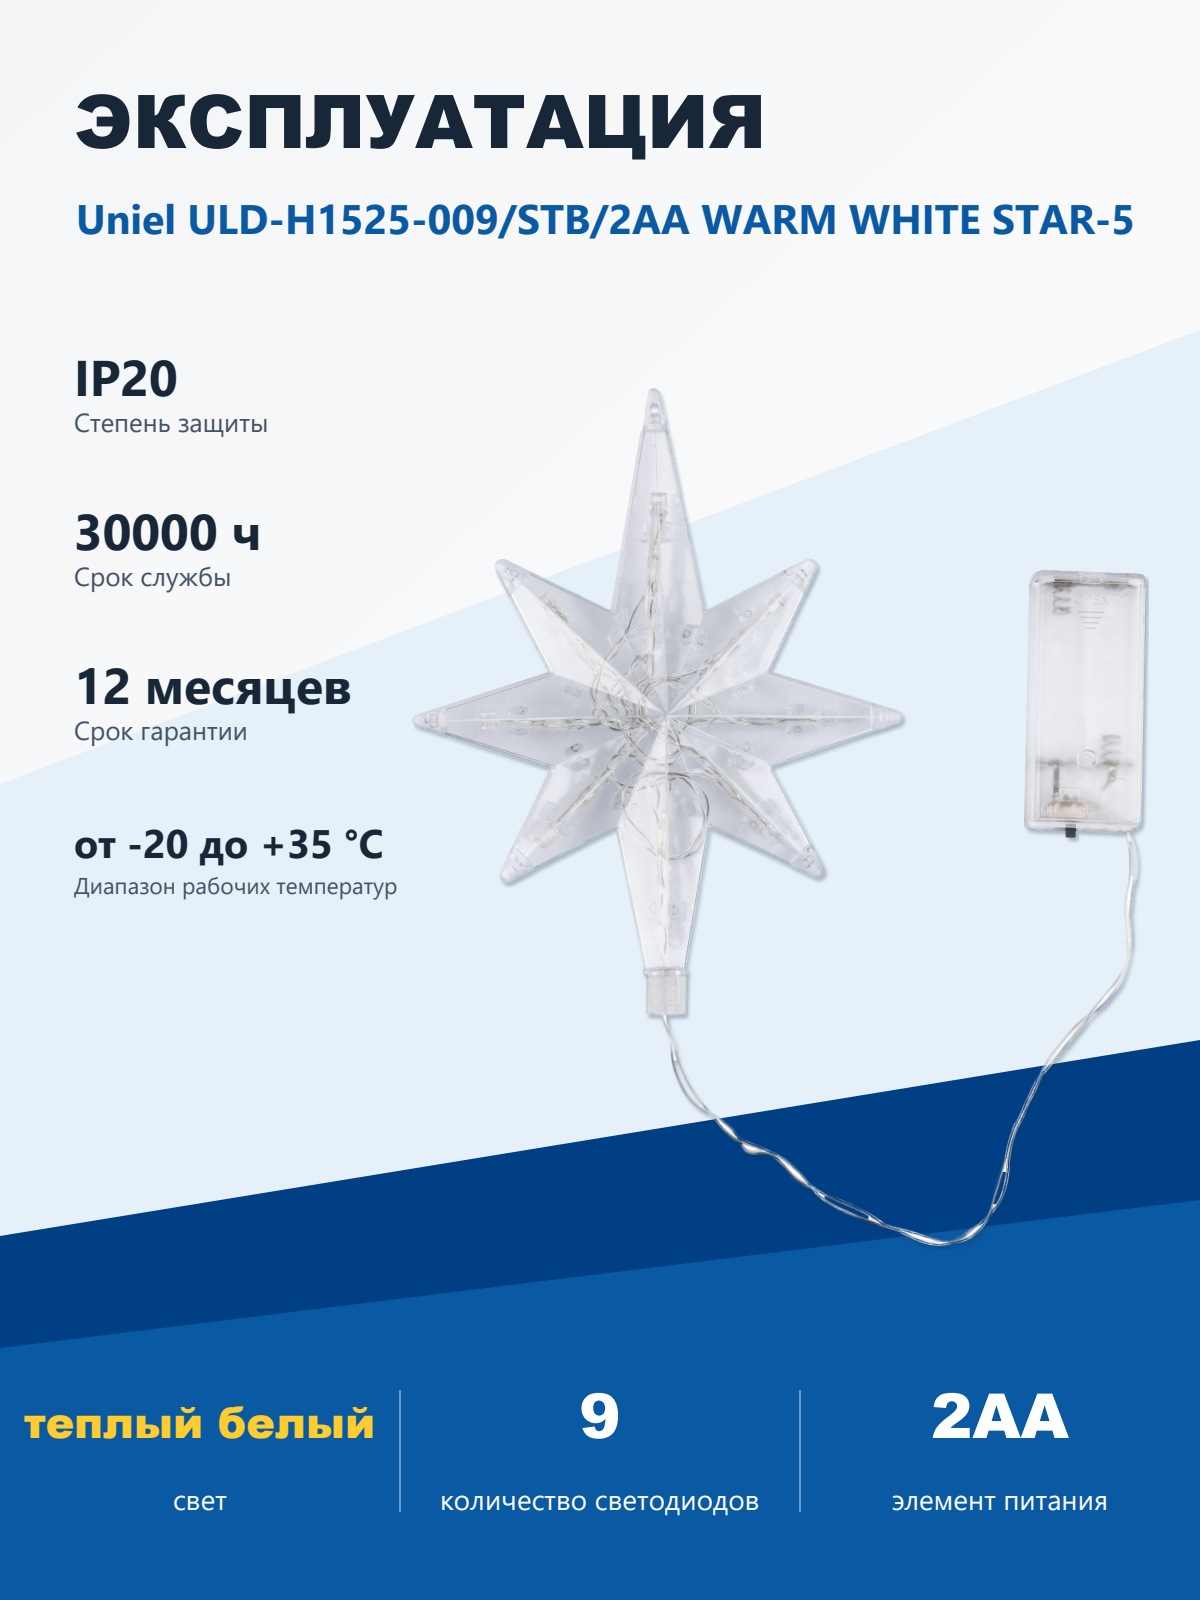 ЭКСПЛУАТАЦИЯ
Uniel ULD-H1525-009/STB/2AA WARM WHITE STAR-5
IP20
Степень защиты
30000 ч
Срок службы
12 месяцев
Срок гарантии
от -20 до +35 °C
Диапазон рабочих температур
теплый белый
свет
9
количество светодиодов
2AA
элемент питания